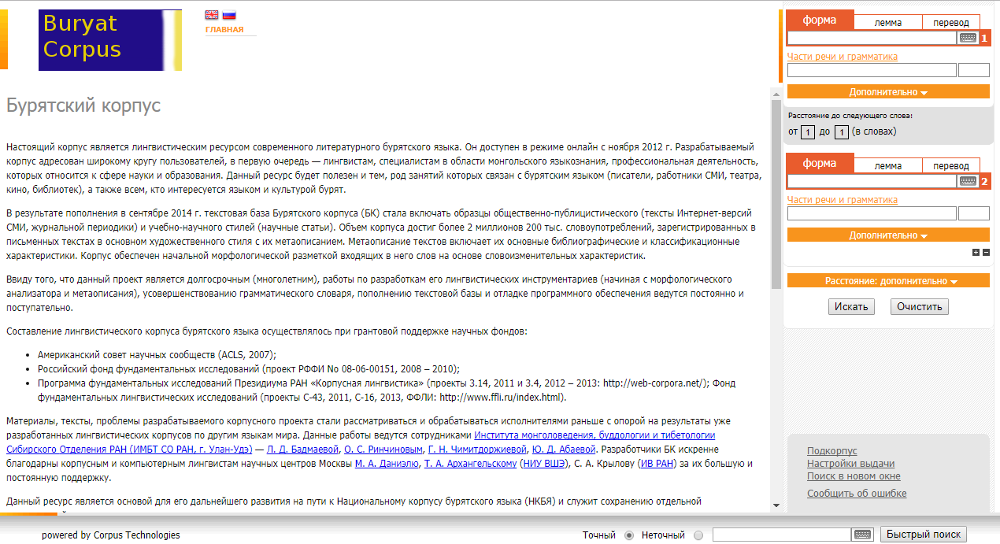 Buryat
Corpus
ГЛАВНАЯ
Бурятский корпус
Настоящий корпус является лингвистическим ресурсом современного литературного бурятского языка. Он доступен в режиме онлайн с ноября 2012 г. Разрабатываемый
корпус адресован широкому кругу пользователей, в первую очередь — лингвистам, специалистам в области монгольского языкознания, профессиональная деятельность,
которых относится к сфере науки и образования. Данный ресурс будет полезен и тем, род занятий которых связан с бурятским языком (писатели, работники СМИ, театра,
кино, библиотек), а также всем, кто интересуется языком и культурой бурят.
В результате пополнения в сентябре 2014 г. текстовая база Бурятского корпуса (БК) стала включать образцы общественно-публицистического (тексты Интернет-версий
СМИ, журнальной периодики) и учебно-научного стилей (научные статьи). Объем корпуса достиг более 2 миллионов 200 тыс. словоупотреблений, зарегистрированных в
письменных текстах в основном художественного стиля с их метаописанием. Метаописание текстов включает их основные библиографические и классификационные
характеристики. Корпус обеспечен начальной морфологической разметкой входящих в него слов на основе словоизменительных характеристик.
Ввиду того, что данный проект является долгосрочным (многолетним), работы по разработкам его лингвистических инструментариев (начиная с морфологического
анализатора и метаописания), усовершенствованию грамматического словаря, пополнению текстовой базы и отладке программного обеспечения ведутся постоянно и
поступательно.
Составление лингвистического корпуса бурятского языка осуществлялось при грантовой поддержке научных фондов:
• Американский совет научных сообществ (ACLS, 2007);
• Российский фонд фундаментальных исследований (проект РФФИ No 08-06-00151, 2008 – 2010);
• Программа фундаментальных исследований Президиума РАН «Корпусная лингвистика» (проекты 3.14, 2011 и 3.4, 2012 – 2013: http://web-corpora.net/); Фонд
фундаментальных лингвистических исследований (проекты С-43, 2011, С-16, 2013, ФФЛИ: http://www.ffli.ru/index.html).
Материалы, тексты, проблемы разрабатываемого корпусного проекта стали рассматриваться и обрабатываться исполнителями раньше с опорой на результаты уже
разработанных лингвистических корпусов по другим языкам мира. Данные работы ведутся сотрудниками Института монголоведения, буддологии и тибетологии
Сибирского Отделения РАН (ИМБТ СО РАН, г. Улан-Удэ) — Л. Д. Бадмаевой, О. С. Ринчиновым, Г. Н. Чимитдоржиевой, Ю. Д. Абаевой. Разработчики БК искренне
благодарны корпусным и компьютерным лингвистам научных центров Москвы М. А. Даниэлю, Т. А. Архангельскому (НИУ ВШЭ), С. А. Крылову (ИВ РАН) за их большую и
постоянную поддержку.
Данный ресурс является основой для его дальнейшего развития на пути к Национальному корпусу бурятского языка (НКБЯ) и служит сохранению отдельной
форма лемма перевод
1
Части речи и грамматика
Дополнительно
Расстояние до следующего слова:
от 1 до 1 (в словах)
форма лемма перевод
2
Части речи и грамматика
Дополнительно
Расстояние: дополнительно
Искать Очистить
Подкорпус
Настройки выдачи
Поиск в новом окне
Сообщить об ошибке
powered by Corpus Technologies Точный Неточный Быстрый поиск